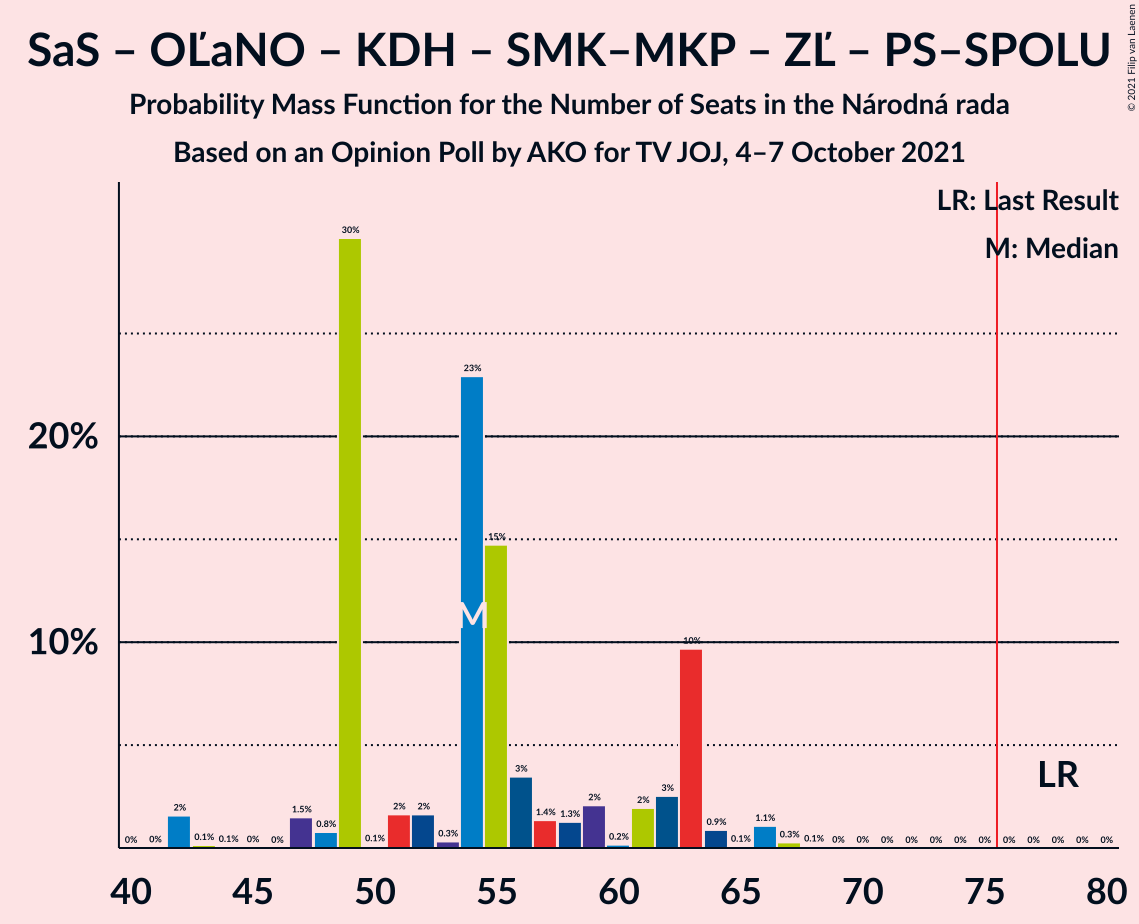 SaS – OĽaNO – KDH – SMK–MKP – ZĽ – PS–SPOLU
Probability Mass Function for the Number of Seats in the Národná rada
Based on an Opinion Poll by AKO for TV JOJ, 4–7 October 2021
© 2021 Filip van Laenen
LR: Last Result
M: Median
20%
10%
0% 0% 2% 0.1% 0.1% 0% 0% 1.5% 0.8% 30% 0.1% 2% 2% 0.3% 23% 15% 3% 1.4% 1.3% 2% 0.2% 2% 3% 10% 0.9% 0.1% 1.1% 0.3% 0.1% 0% 0% 0% 0% 0% 0% 0% 0% 0% 0% 0% 0%
M
LR
40 45 50 55 60 65 70 75 80